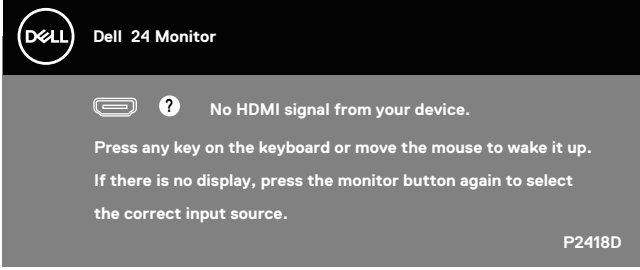 DELL
Dell 24 Monitor
? No HDMI signal from your device.
Press any key on the keyboard or move the mouse to wake it up.
If there is no display, press the monitor button again to select
the correct input source.
P2418D